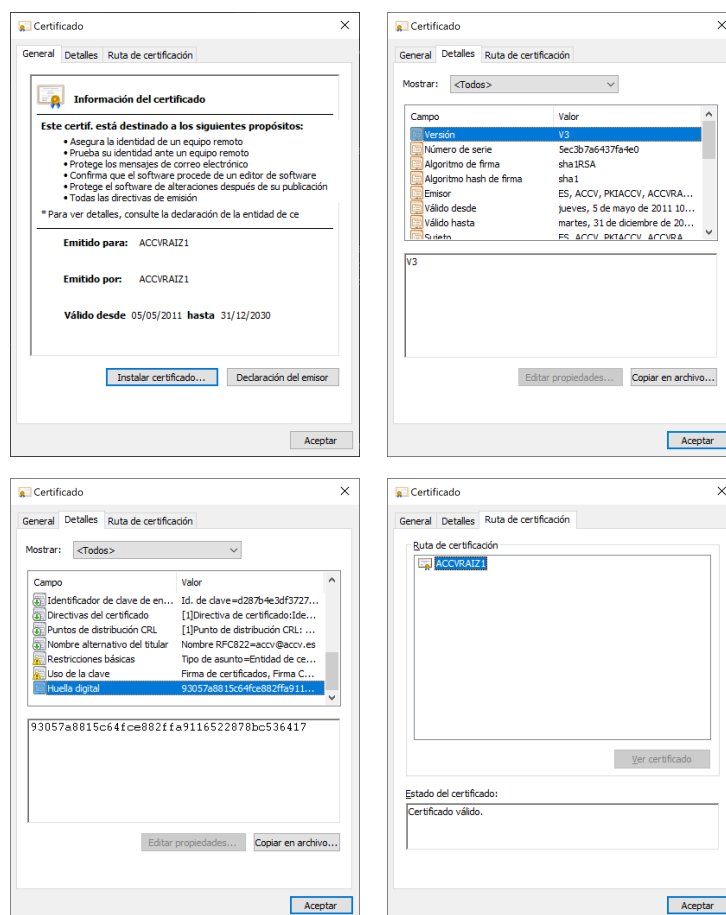 Certificado
General Detalles Ruta de certificación
Información del certificado
Este certif. está destinado a los siguientes propósitos:
• Asegura la identidad de un equipo remoto
• Prueba su identidad ante un equipo remoto
• Protege los mensajes de correo electrónico
• Confirma que el software procede de un editor de software
• Protege el software de alteraciones después de su publicación
• Todas las directivas de emisión
* Para ver detalles, consulte la declaración de la entidad de ce
Emitido para: ACCVRAIZ1
Emitido por: ACCVRAIZ1
Válido desde 05/05/2011 hasta 31/12/2030
Instalar certificado... Declaración del emisor
Aceptar
Certificado
General Detalles Ruta de certificación
Mostrar: <Todos>
Campo Valor
Versión V3
Número de serie 5ec3b7a6437fa4e0
Algoritmo de firma sha1RSA
Algoritmo hash de firma sha1
Emisor ES, ACCV, PKIACCV, ACCVRA...
Válido desde jueves, 5 de mayo de 2011 10...
Válido hasta martes, 31 de diciembre de 20...
Sujeto ES, ACCV, PKIACCV, ACCVRA
V3
Editar propiedades... Copiar en archivo...
Aceptar
Certificado
General Detalles Ruta de certificación
Mostrar: <Todos>
Campo Valor
Identificador de clave de en... Id. de clave=d287b4e3df3727...
Directivas del certificado [1]Directiva de certificado:Ide...
Puntos de distribución CRL [1]Punto de distribución CRL: ...
Nombre alternativo del titular Nombre RFC822=accv@accv.es
Restricciones básicas Tipo de asunto=Entidad de ce...
Uso de la clave Firma de certificados, Firma C...
Huella digital 93057a8815c64fce882ffa911...
93057a8815c64fce882ffa9116522878bc536417
Editar propiedades... Copiar en archivo...
Aceptar
Certificado
General Detalles Ruta de certificación
Ruta de certificación
ACCVRAIZ1
Ver certificado
Estado del certificado:
Certificado válido.
Aceptar